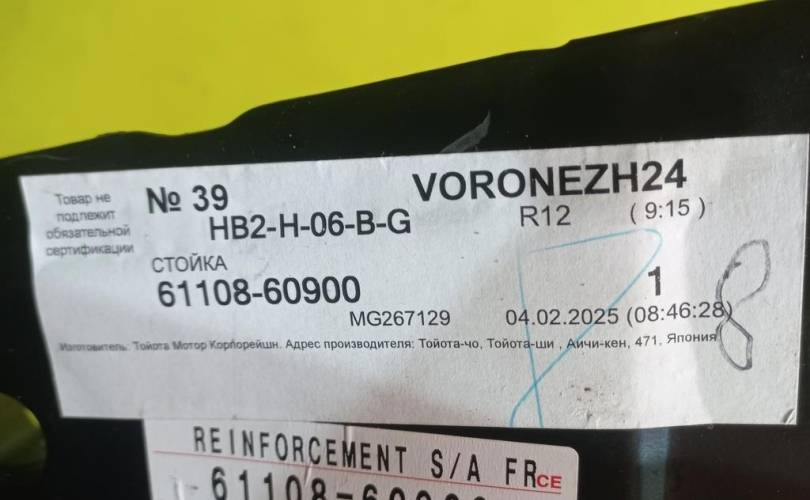 Товар не
подлежит
обязательной
сертификации
№ 39
VORONEZH24
HB2-H-06-B-G
R12
( 9:15 )
СТОЙКА
61108-60900
1
MG267129
04.02.2025 (08:46:28)
Изготовитель: Тойота Мотор Корпорейшн. Адрес производителя: Тойота-чо, Тойота-ши , Аичи-кен, 471, Япония
8
REINFORCEMENT S/A FR
CE